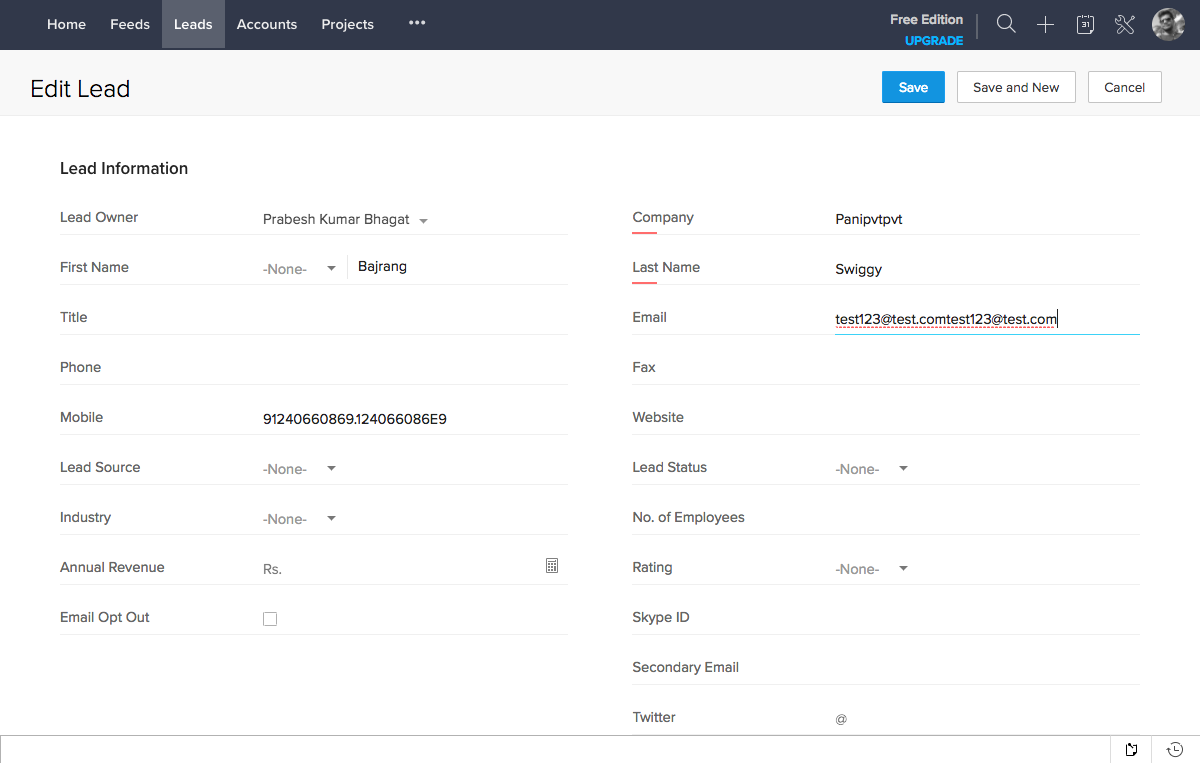 Home Feeds Leads Accounts Projects ••• Free Edition
UPGRADE
31
Edit Lead Save Save and New Cancel
Lead Information
Lead Owner Prabesh Kumar Bhagat Company Panipvtpvt
First Name -None- Bajrang Last Name Swiggy
Title Email test123@test.comtest123@test.com
Phone Fax
Mobile 91240660869.124066086E9 Website
Lead Source -None- Lead Status -None-
Industry -None- No. of Employees
Annual Revenue Rs. Rating -None-
Email Opt Out Skype ID
Secondary Email
Twitter @